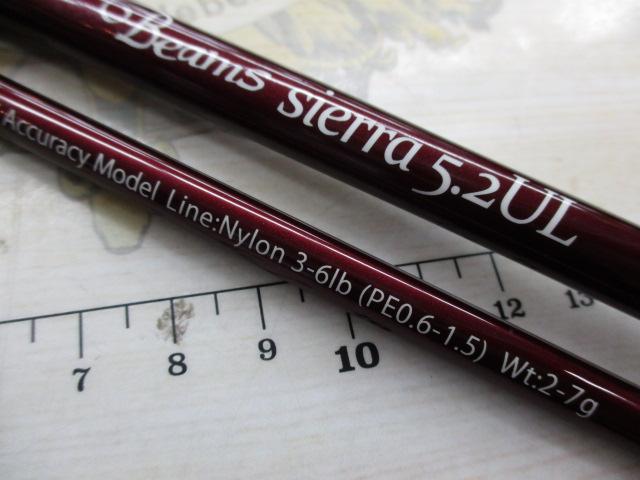 Beams sierra 5.2UL
Accuracy Model Line:Nylon 3-6lb (PE0.6-1.5) Wt:2-7g
7 8 9 10 12 13